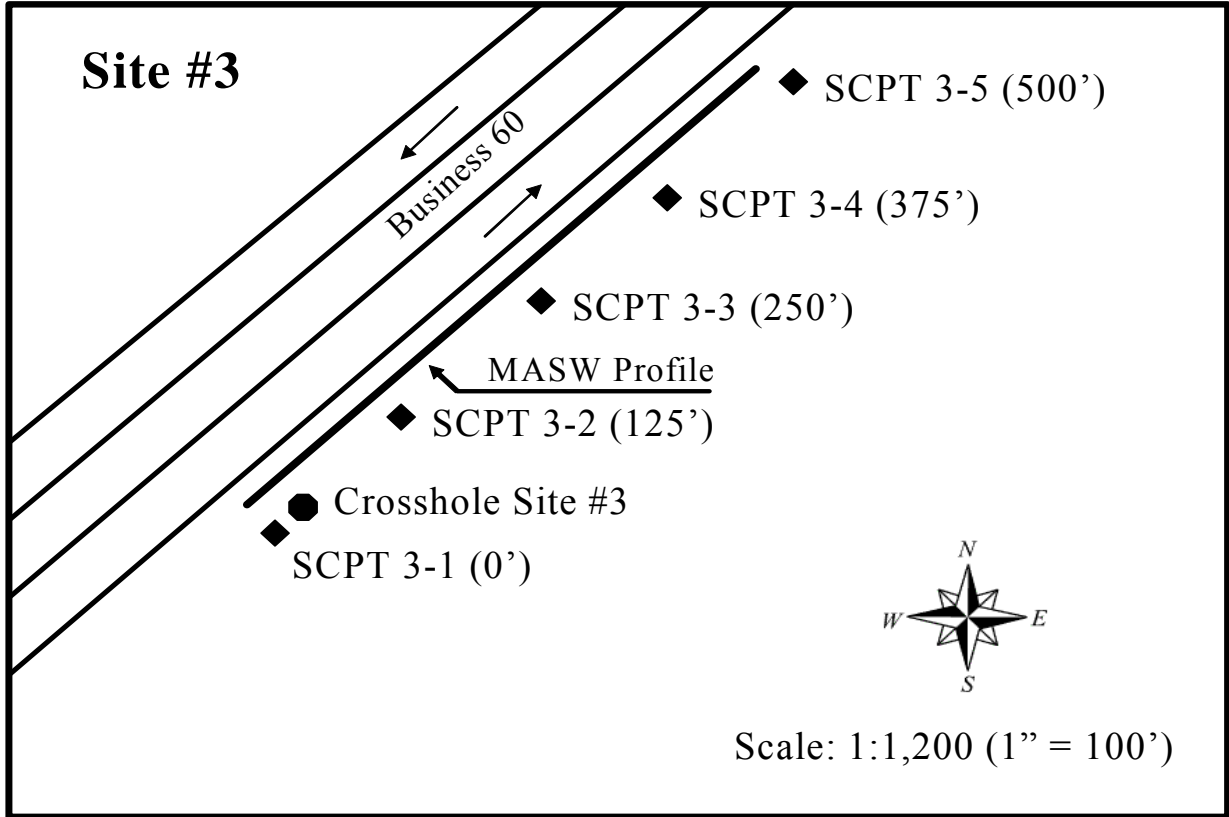 Site #3
Business 60
SCPT 3-5 (500’)
SCPT 3-4 (375’)
SCPT 3-3 (250’)
MASW Profile
SCPT 3-2 (125’)
Crosshole Site #3
SCPT 3-1 (0’)
N
W
E
S
Scale: 1:1,200 (1” = 100’)